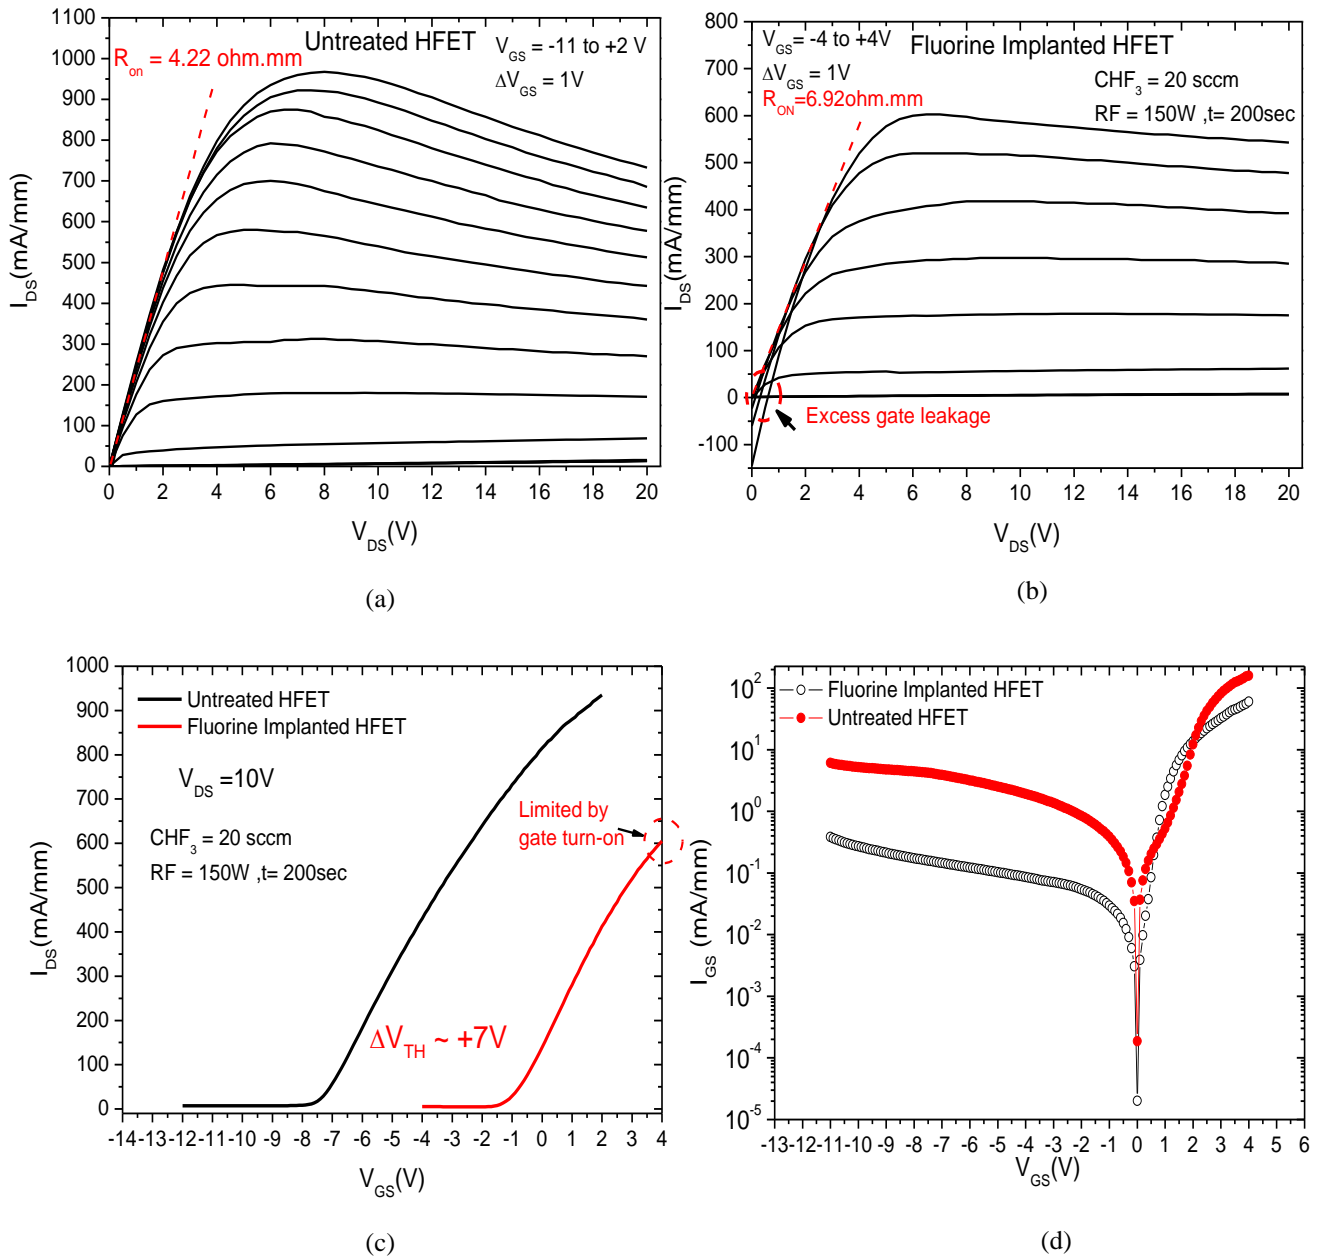 Untreated HFET
V_GS = -11 to +2 V
ΔV_GS = 1V
R_on = 4.22 ohm.mm
1100
1000
900
800
700
600
500
400
300
200
100
0
I_DS(mA/mm)
0 2 4 6 8 10 12 14 16 18 20
V_DS(V)
(a)
V_GS= -4 to +4V
Fluorine Implanted HFET
ΔV_GS = 1V
R_ON=6.92ohm.mm
CHF_3 = 20 sccm
RF = 150W ,t= 200sec
800
700
600
500
400
300
200
100
0
-100
I_DS(mA/mm)
Excess gate leakage
0 2 4 6 8 10 12 14 16 18 20
V_DS(V)
(b)
1000
900
800
700
600
500
400
300
200
100
0
I_DS(mA/mm)
Untreated HFET
Fluorine Implanted HFET
V_DS =10V
CHF_3 = 20 sccm
RF = 150W ,t= 200sec
Limited by
gate turn-on
ΔV_TH ~ +7V
-14 -13 -12 -11 -10 -9 -8 -7 -6 -5 -4 -3 -2 -1 0 1 2 3 4
V_GS(V)
(c)
10^2
10^1
10^0
10^-1
10^-2
10^-3
10^-4
10^-5
I_GS (mA/mm)
Fluorine Implanted HFET
Untreated HFET
-13 -12 -11 -10 -9 -8 -7 -6 -5 -4 -3 -2 -1 0 1 2 3 4 5 6
V_GS(V)
(d)